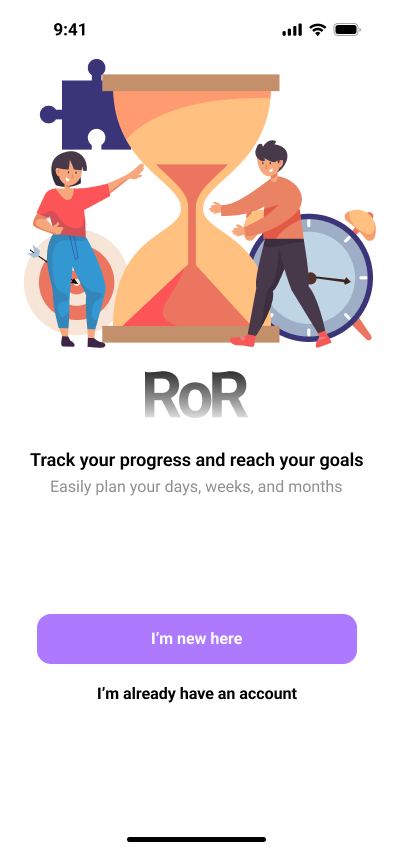 9:41
RoR
Track your progress and reach your goals
Easily plan your days, weeks, and months
I’m new here
I’m already have an account